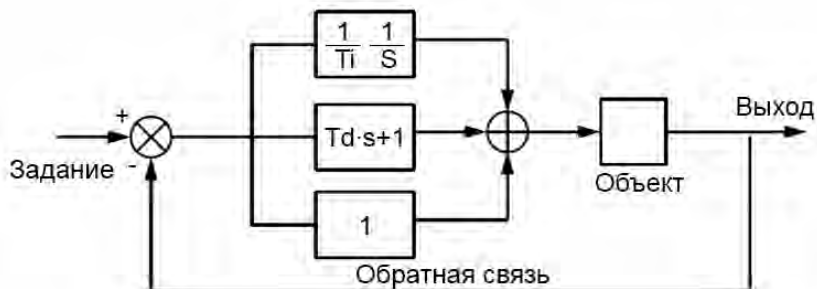 1 1
Ti S
+
Задание -
Td·s+1
Выход
Объект
1
Обратная связь